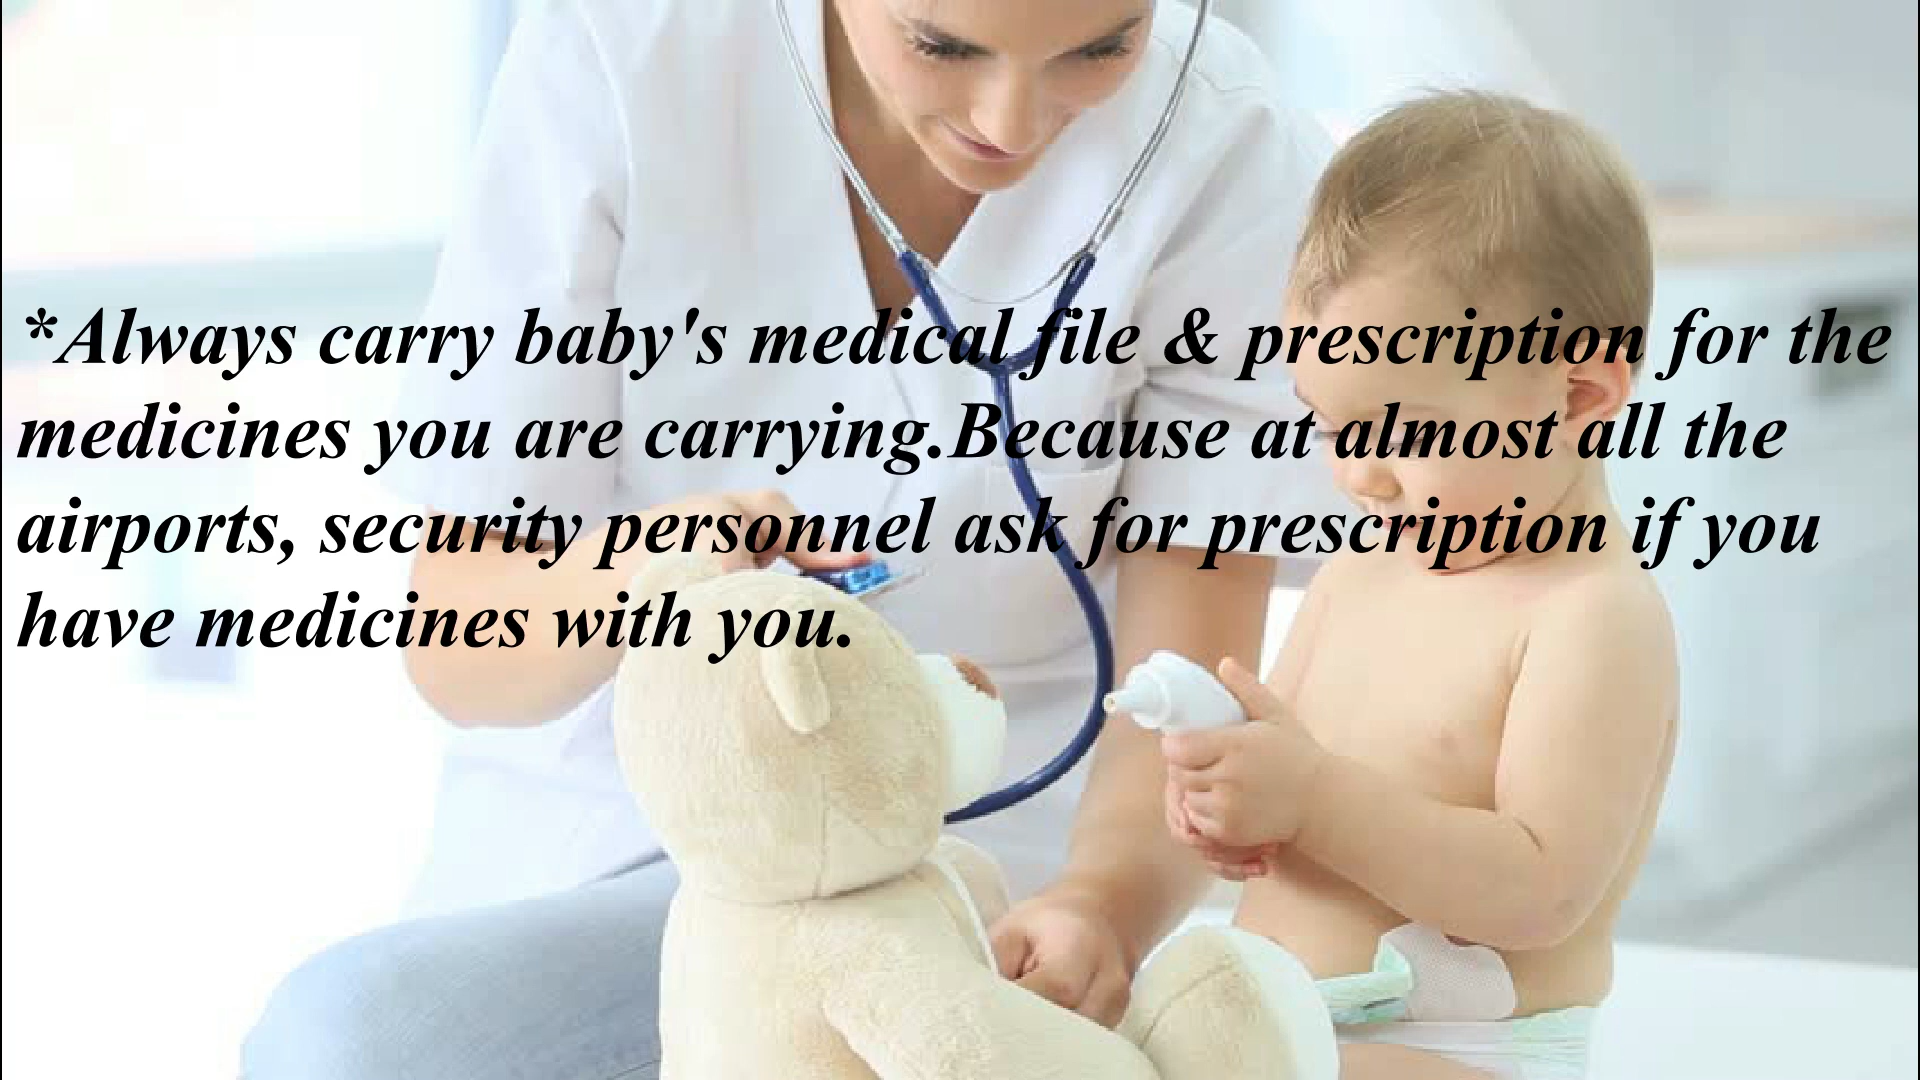 *Always carry baby's medical file & prescription for the
medicines you are carrying.Because at almost all the
airports, security personnel ask for prescription if you
have medicines with you.